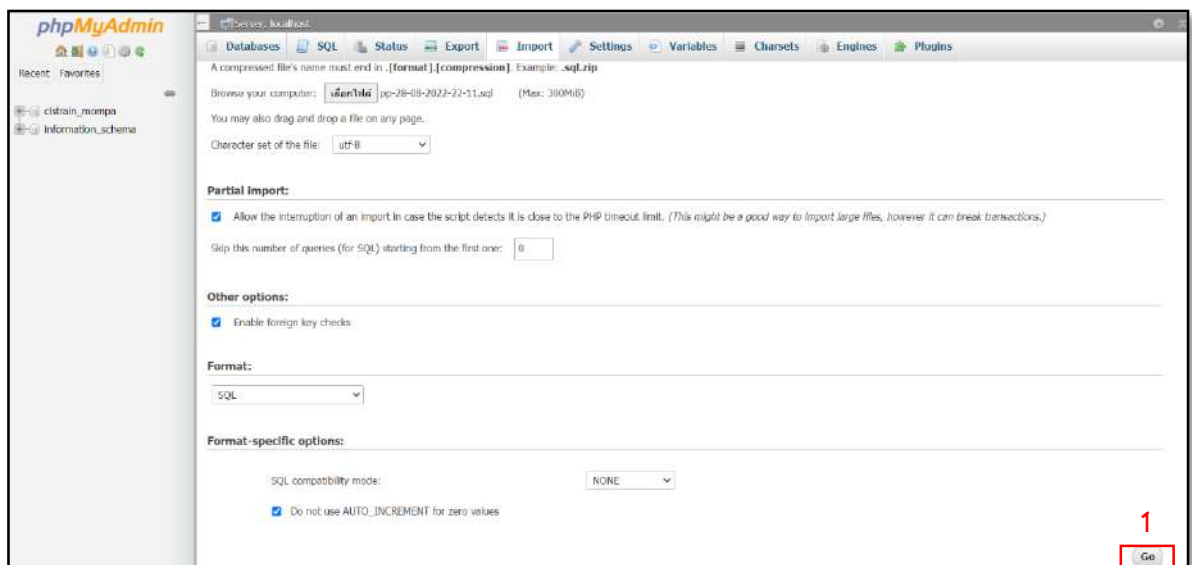 phpMyAdmin
Recent Favorites
cistrain_mompa
information_schema
Server: localhost
Databases SQL Status Export Import Settings Variables Charsets Engines Plugins
A compressed file's name must end in .[format].[compression]. Example: .sql.zip
Browse your computer: เลือกไฟล์ pp-28-08-2022-22-11.sql (Max: 300MiB)
You may also drag and drop a file on any page.
Character set of the file: utf-8
Partial import:
Allow the interruption of an import in case the script detects it is close to the PHP timeout limit. (This might be a good way to import large files, however it can break transactions.)
Skip this number of queries (for SQL) starting from the first one: 0
Other options:
Enable foreign key checks
Format:
SQL
Format-specific options:
SQL compatibility mode: NONE
Do not use AUTO_INCREMENT for zero values
1
Go